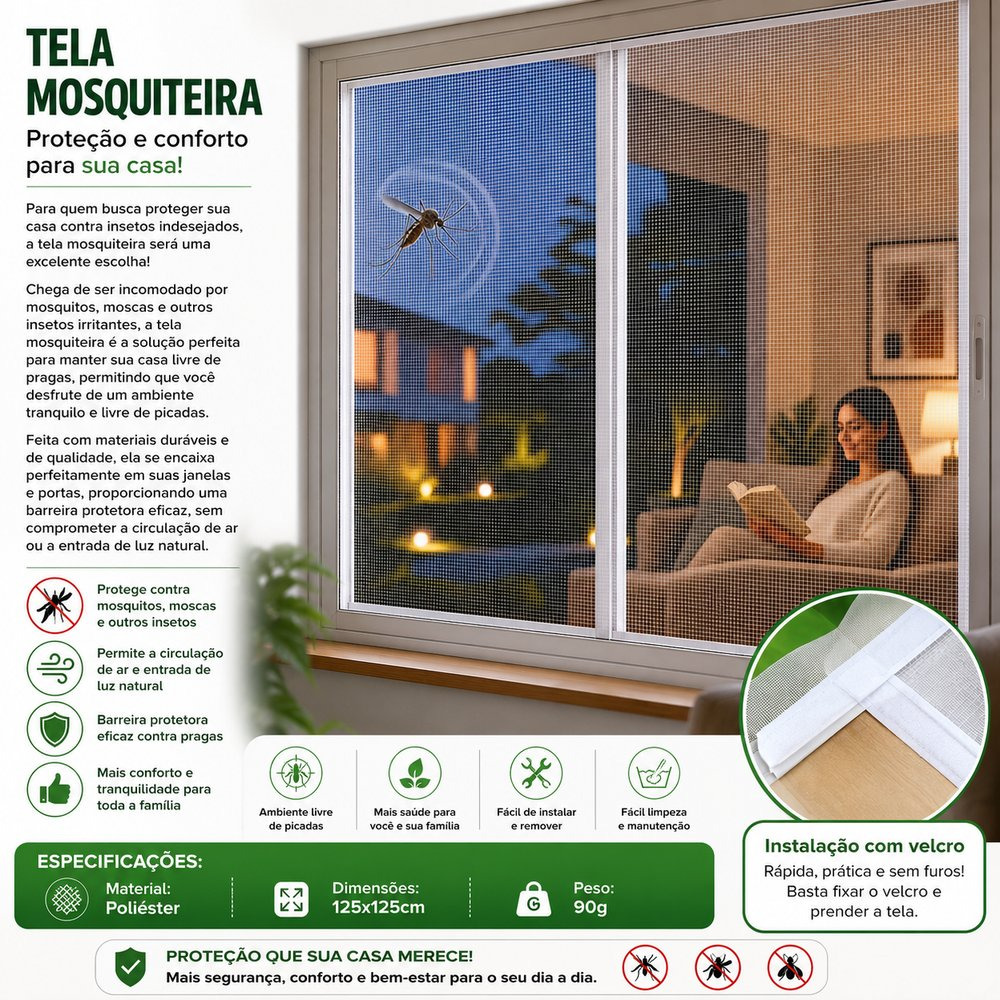 TELA
MOSQUITEIRA
Proteção e conforto
para sua casa!
Para quem busca proteger sua
casa contra insetos indesejados,
a tela mosquiteira será uma
excelente escolha!
Chega de ser incomodado por
mosquitos, moscas e outros
insetos irritantes, a tela
mosquiteira é a solução perfeita
para manter sua casa livre de
pragas, permitindo que você
desfrute de um ambiente
tranquilo e livre de picadas.
Feita com materiais duráveis e
de qualidade, ela se encaixa
perfeitamente em suas janelas
e portas, proporcionando uma
barreira protetora eficaz, sem
comprometer a circulação de ar
ou a entrada de luz natural.
Protege contra
mosquitos, moscas
e outros insetos
Permite a circulação
de ar e entrada de
luz natural
Barreira protetora
eficaz contra pragas
Mais conforto e
tranquilidade para
toda a família
Ambiente livre
de picadas
Mais saúde para
você e sua família
Fácil de instalar
e remover
Fácil limpeza
e manutenção
ESPECIFICAÇÕES:
Material:
Poliéster
Dimensões:
125x125cm
G
Peso:
90g
Instalação com velcro
Rápida, prática e sem furos!
Basta fixar o velcro e
prender a tela.
PROTEÇÃO QUE SUA CASA MERECE!
Mais segurança, conforto e bem-estar para o seu dia a dia.